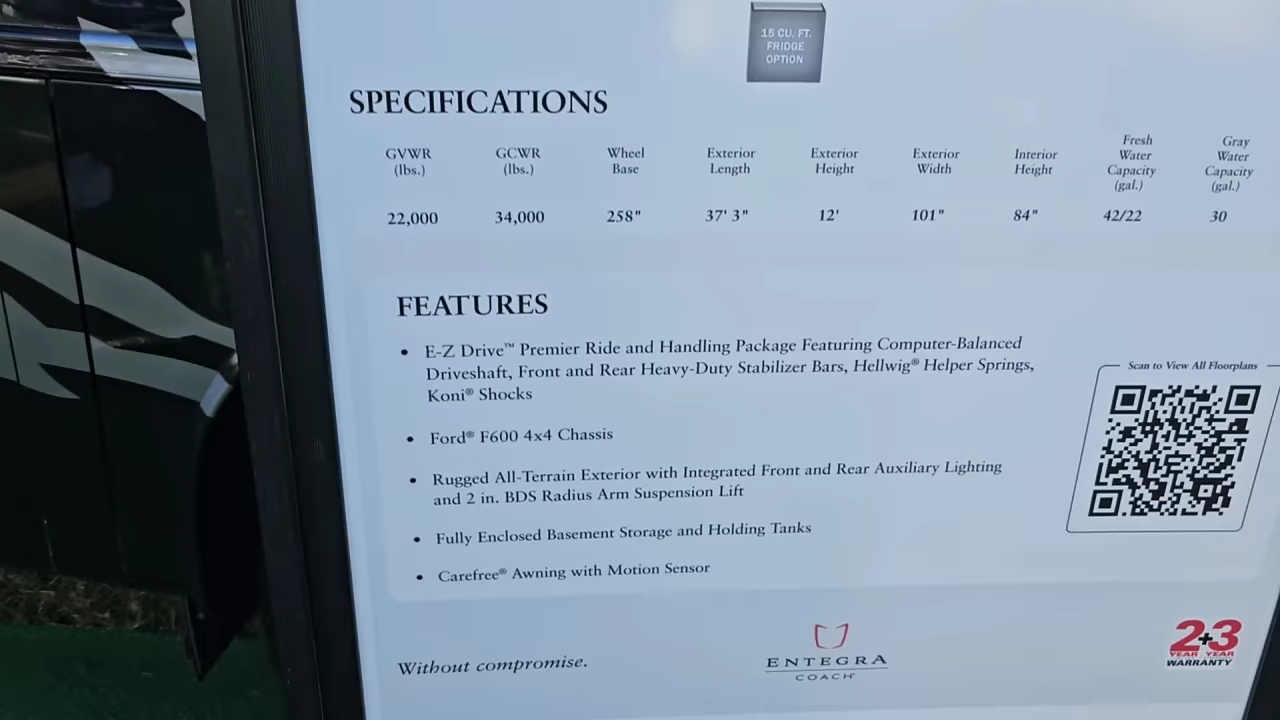 15 CU. FT.
FRIDGE
OPTION
SPECIFICATIONS
GVWR
(lbs.)
GCWR
(lbs.)
Wheel
Base
Exterior
Length
Exterior
Height
Exterior
Width
Interior
Height
Fresh
Water
Capacity
(gal.)
Gray
Water
Capacity
(gal.)
22,000
34,000
258"
37' 3"
12'
101"
84"
42/22
30
FEATURES
• E-Z Drive™ Premier Ride and Handling Package Featuring Computer-Balanced
Driveshaft, Front and Rear Heavy-Duty Stabilizer Bars, Hellwig® Helper Springs,
Koni® Shocks
• Ford® F600 4x4 Chassis
• Rugged All-Terrain Exterior with Integrated Front and Rear Auxiliary Lighting
and 2 in. BDS Radius Arm Suspension Lift
• Fully Enclosed Basement Storage and Holding Tanks
• Carefree® Awning with Motion Sensor
Scan to View All Floorplans
Without compromise.
ENTEGRA
COACH
2+3
YEAR YEAR
WARRANTY